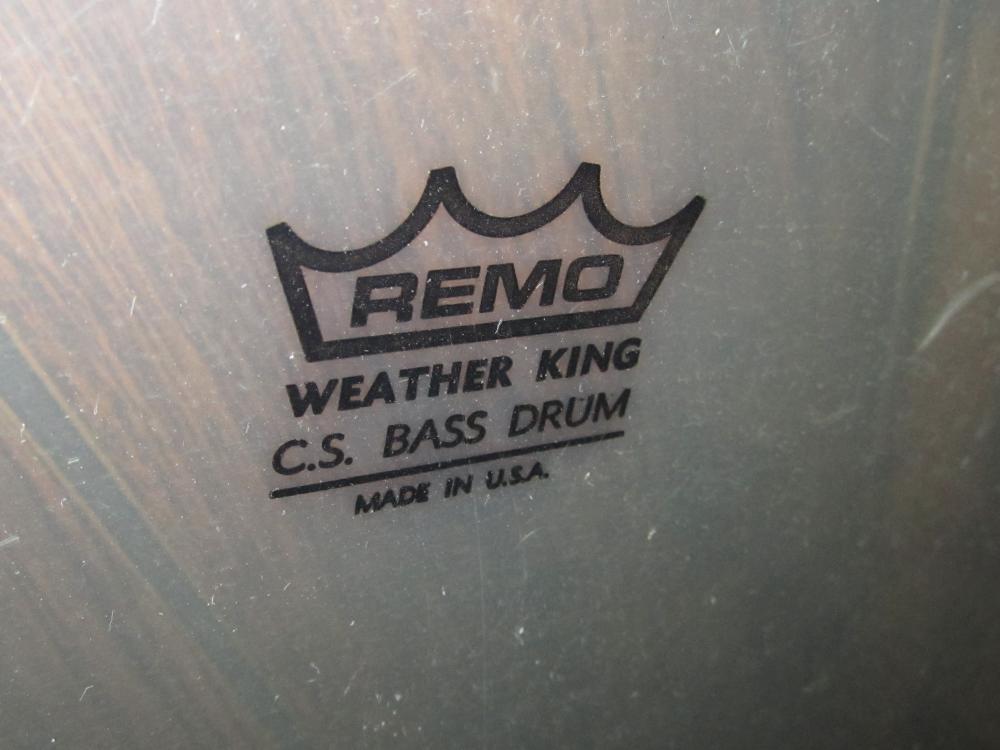 REMO
WEATHER KING
C.S. BASS DRUM
MADE IN U.S.A.